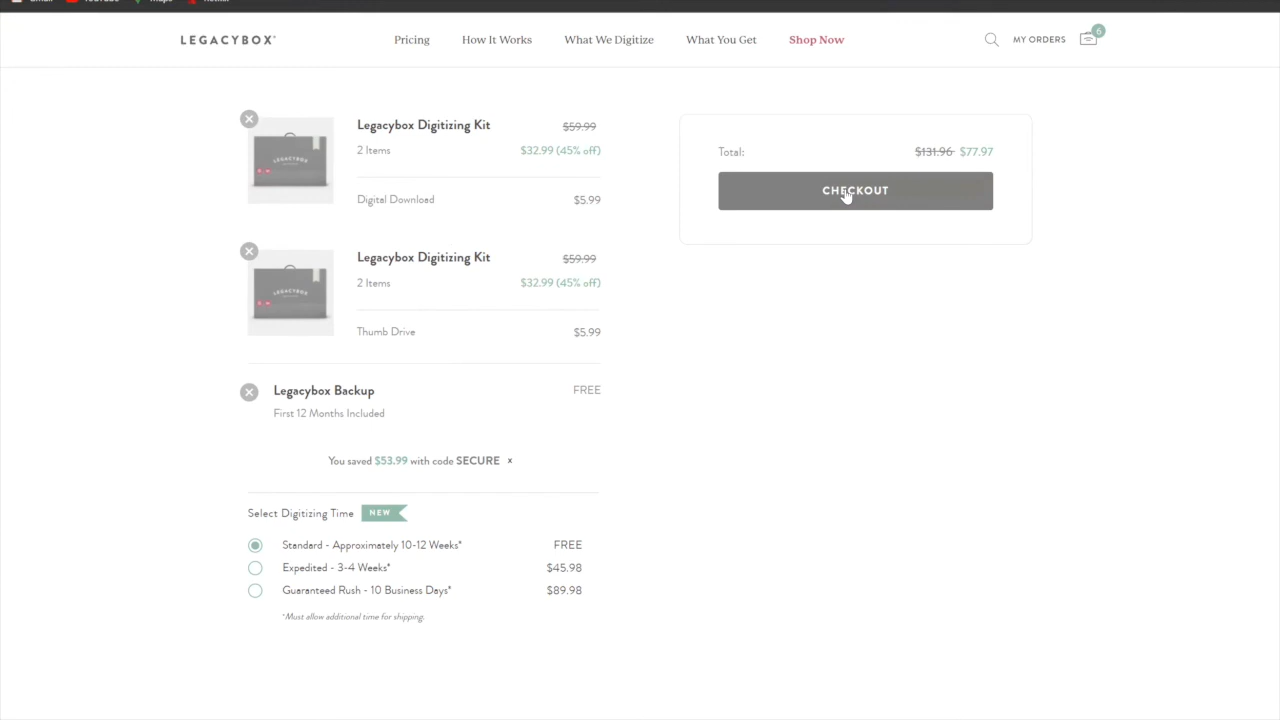 LEGACYBOX
Pricing
How It Works
What We Digitize
What You Get
Shop Now
MY ORDERS
6
Legacybox Digitizing Kit
$59.99
2 Items
$32.99 (45% off)
Digital Download
$5.99
Legacybox Digitizing Kit
$59.99
2 Items
$32.99 (45% off)
Thumb Drive
$5.99
Legacybox Backup
FREE
First 12 Months Included
You saved $53.99 with code SECURE ×
Select Digitizing Time NEW
Standard - Approximately 10-12 Weeks*
FREE
Expedited - 3-4 Weeks*
$45.98
Guaranteed Rush - 10 Business Days*
$89.98
*Must allow additional time for shipping.
Total:
$131.96 $77.97
CHECKOUT
LEGACYBOX
LEGACYBOX